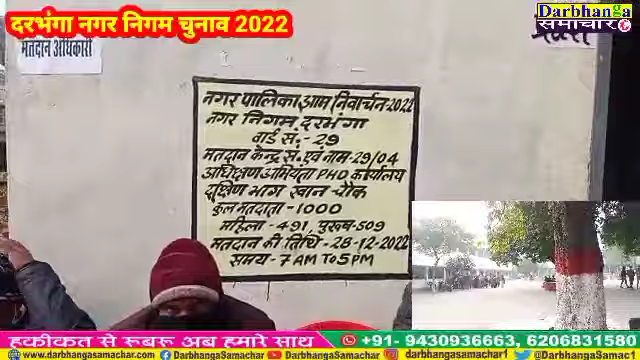 दरभंगा नगर निगम चुनाव 2022
Darbhanga
समाचार
मतदान अधिकारी
नगर पालिका आम निर्वाचन-2022
नगर निगम दरभंगा
वार्ड सं.-29
मतदान केन्द्र सं. एवं नाम-29/04
अधिक्षण अभियंता PHD कार्यालय
दक्षिण भाग खान-चौक
कुल मतदाता-1000
महिला-491, पुरूष-509
मतदान की तिथि-28-12-2022
समय-7 AM TO 5 PM
हकीकत से रूबरू अब हमारे साथ
+91- 9430936663, 6206831580
www.darbhangasamachar.com
DarbhangaSamachar
DarbhangaSamachar
darbhangasamachar1
@DarbhangaSamac1